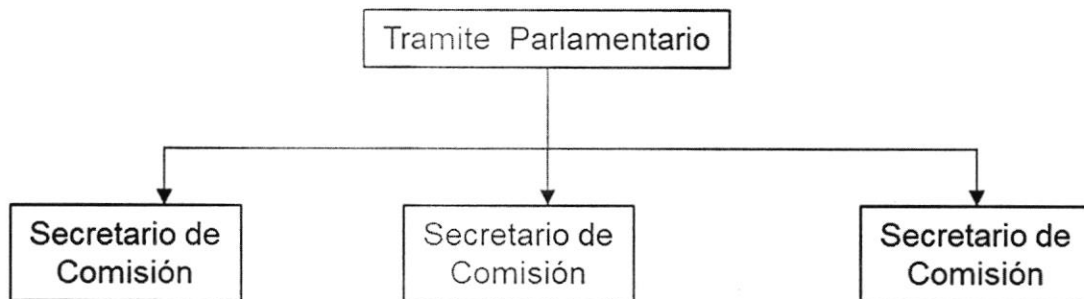 Tramite Parlamentario
Secretario de
Comisión
Secretario de
Comisión
Secretario de
Comisión